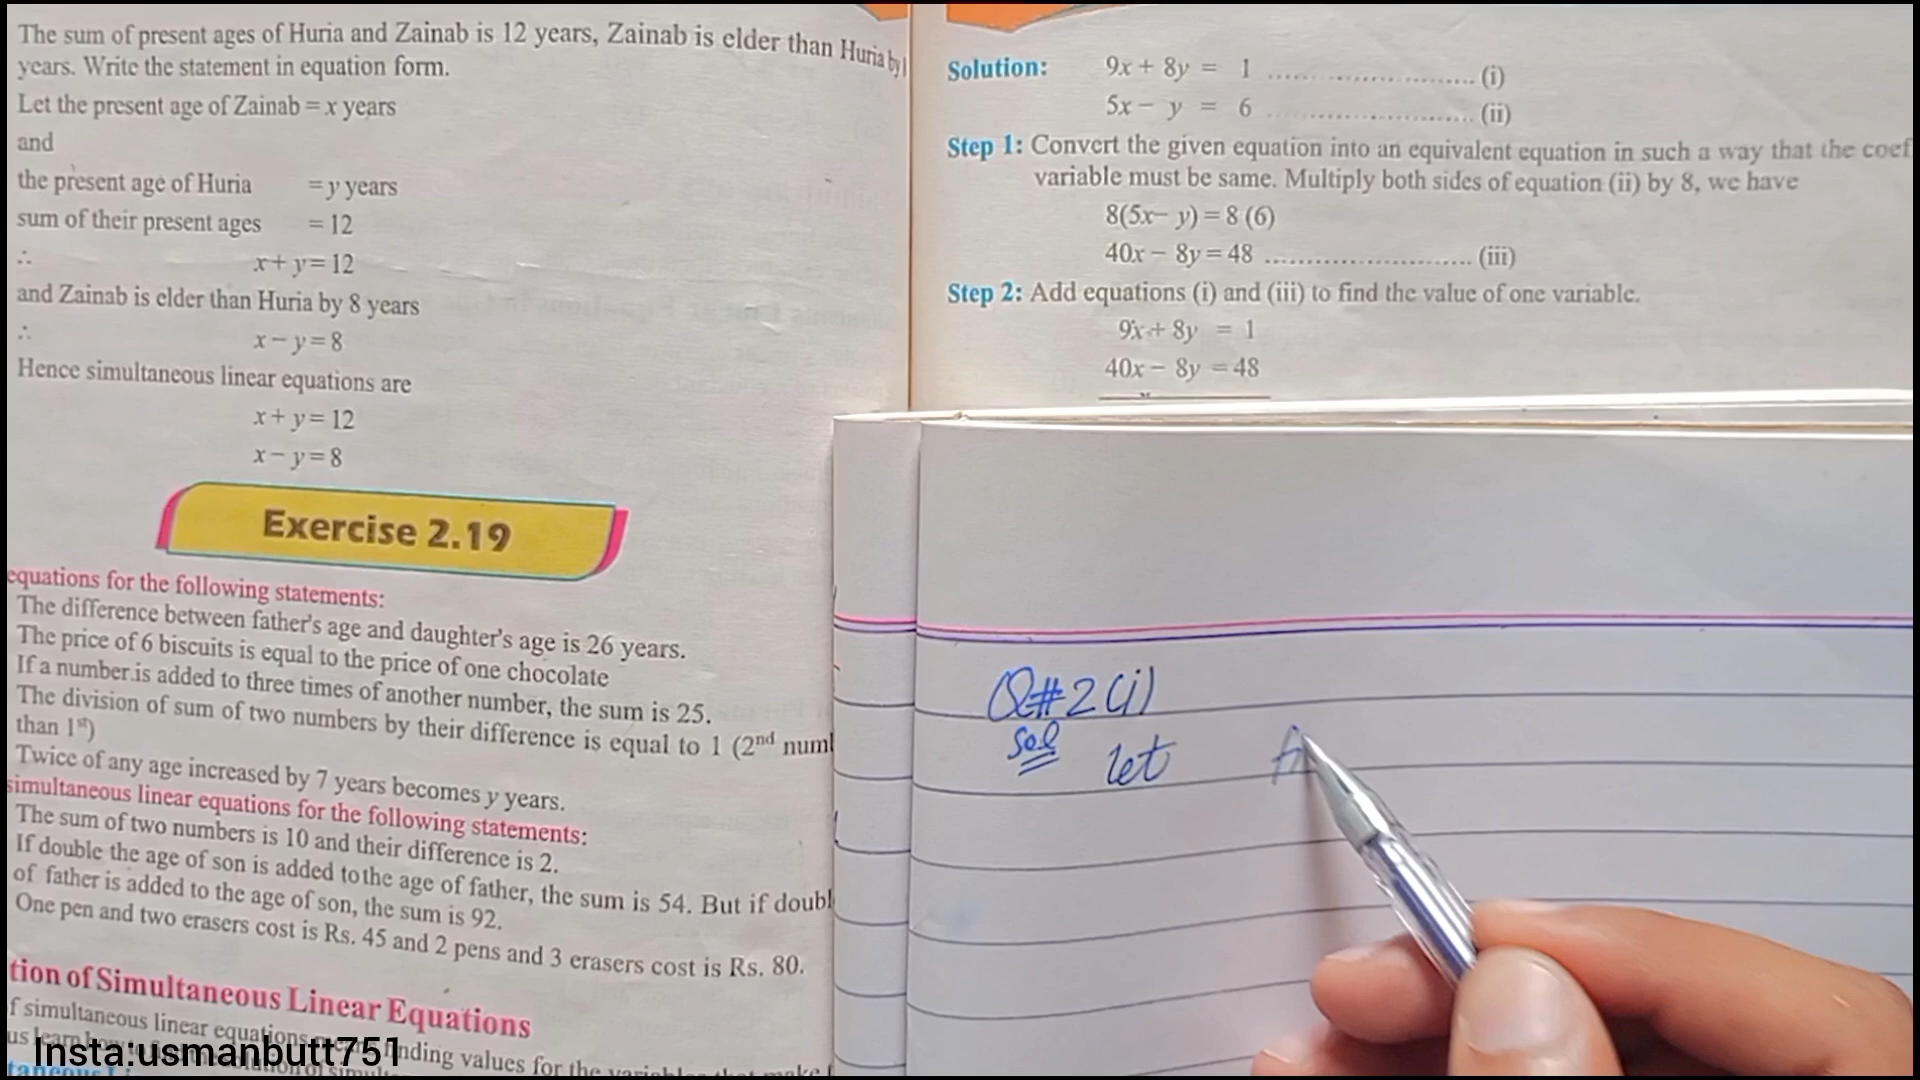 The sum of present ages of Huria and Zainab is 12 years, Zainab is elder than Huria by
years. Write the statement in equation form.
Let the present age of Zainab = x years
and
the present age of Huria = y years
sum of their present ages = 12
∴ x + y = 12
and Zainab is elder than Huria by 8 years
∴ x − y = 8
Hence simultaneous linear equations are
x + y = 12
x − y = 8
Exercise 2.19
equations for the following statements:
The difference between father's age and daughter's age is 26 years.
The price of 6 biscuits is equal to the price of one chocolate
If a number is added to three times of another number, the sum is 25.
The division of sum of two numbers by their difference is equal to 1 (2nd num
than 1st)
Twice of any age increased by 7 years becomes y years.
simultaneous linear equations for the following statements:
The sum of two numbers is 10 and their difference is 2.
If double the age of son is added to the age of father, the sum is 54. But if doubl
of father is added to the age of son, the sum is 92.
One pen and two erasers cost is Rs. 45 and 2 pens and 3 erasers cost is Rs. 80.
tion of Simultaneous Linear Equations
f simultaneous linear equations mean finding values for the variables that make
us learn
Insta:usmanbutt751
Solution: 9x + 8y = 1 ........................ (i)
5x − y = 6 ........................ (ii)
Step 1: Convert the given equation into an equivalent equation in such a way that the coef
variable must be same. Multiply both sides of equation (ii) by 8, we have
8(5x − y) = 8 (6)
40x − 8y = 48 ........................ (iii)
Step 2: Add equations (i) and (iii) to find the value of one variable.
9x + 8y = 1
40x − 8y = 48
Q#2(i)
Sol let